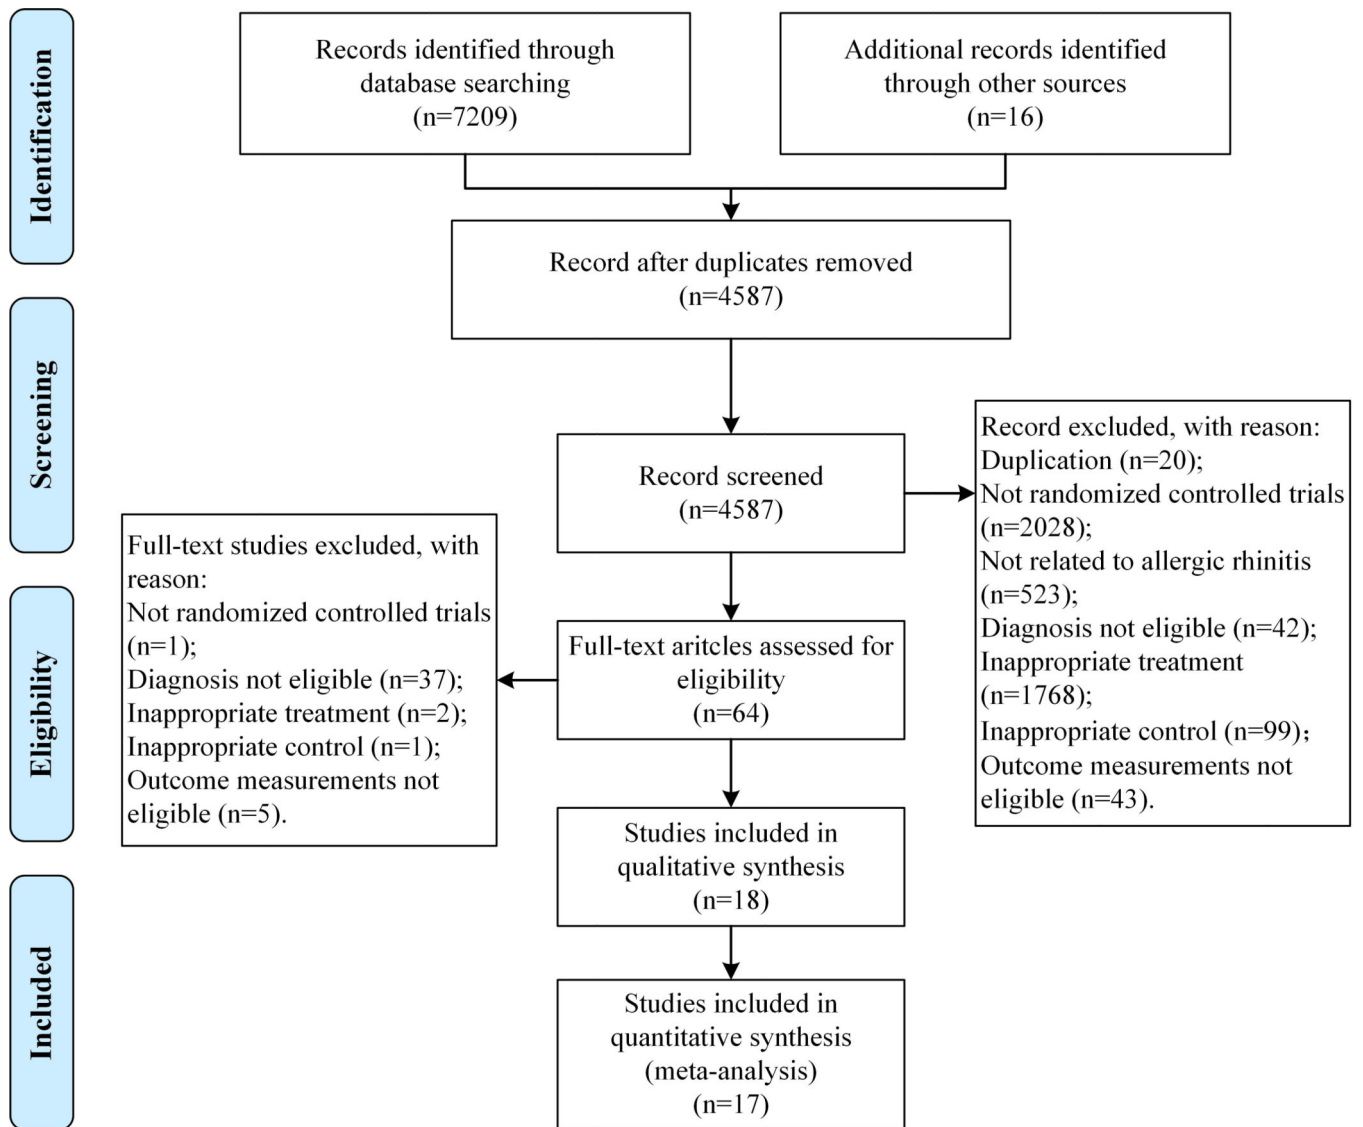 Identification
Records identified through
database searching
(n=7209)
Additional records identified
through other sources
(n=16)
Record after duplicates removed
(n=4587)
Screening
Record screened
(n=4587)
Record excluded, with reason:
Duplication (n=20);
Not randomized controlled trials
(n=2028);
Not related to allergic rhinitis
(n=523);
Diagnosis not eligible (n=42);
Inappropriate treatment
(n=1768);
Inappropriate control (n=99);
Outcome measurements not
eligible (n=43).
Eligibility
Full-text aritcles assessed for
eligibility
(n=64)
Full-text studies excluded, with
reason:
Not randomized controlled trials
(n=1);
Diagnosis not eligible (n=37);
Inappropriate treatment (n=2);
Inappropriate control (n=1);
Outcome measurements not
eligible (n=5).
Studies included in
qualitative synthesis
(n=18)
Included
Studies included in
quantitative synthesis
(meta-analysis)
(n=17)